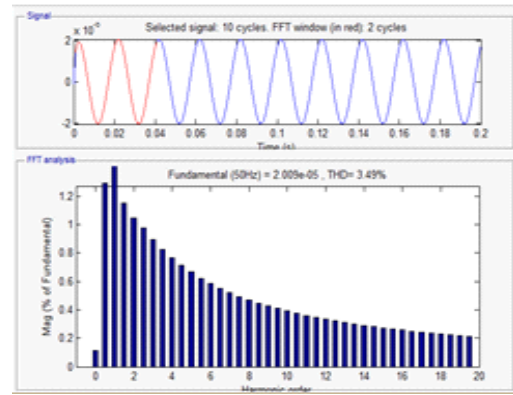 Signal
Selected signal: 10 cycles. FFT window (in red): 2 cycles
x 10⁻⁵
2
0
-2
0 0.02 0.04 0.06 0.08 0.1 0.12 0.14 0.16 0.18 0.2
Time (s)
FFT analysis
Fundamental (50Hz) = 2.009e-05 , THD= 3.49%
Mag (% of Fundamental)
1.2
1
0.8
0.6
0.4
0.2
0
0 2 4 6 8 10 12 14 16 18 20
Harmonic order